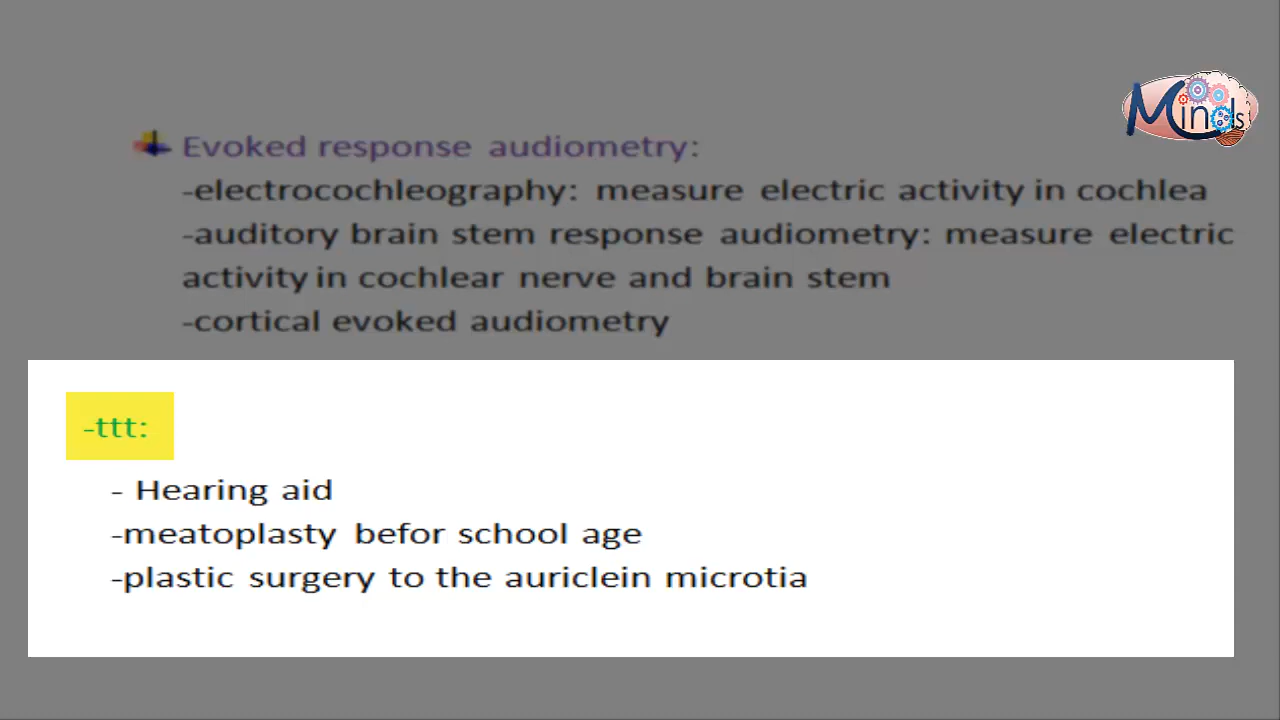 Minds
Evoked response audiometry:
-electrocochleography: measure electric activity in cochlea
-auditory brain stem response audiometry: measure electric
activity in cochlear nerve and brain stem
-cortical evoked audiometry
-ttt:
- Hearing aid
-meatoplasty befor school age
-plastic surgery to the auriclein microtia